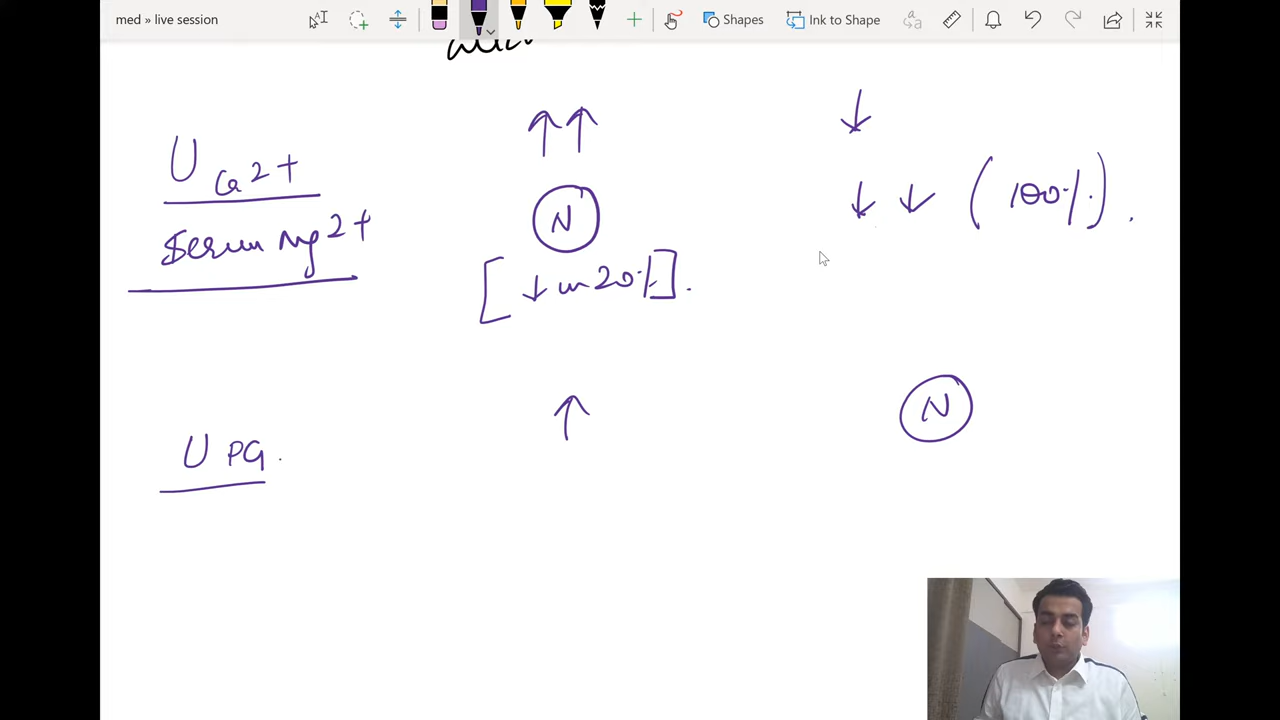 med » live session
Shapes
Ink to Shape
↑↑ ↓
U Ca2+
↓ ↓ (100%).
Serum Mg2+ N
[↓ in 20%].
↑ N
U PG.